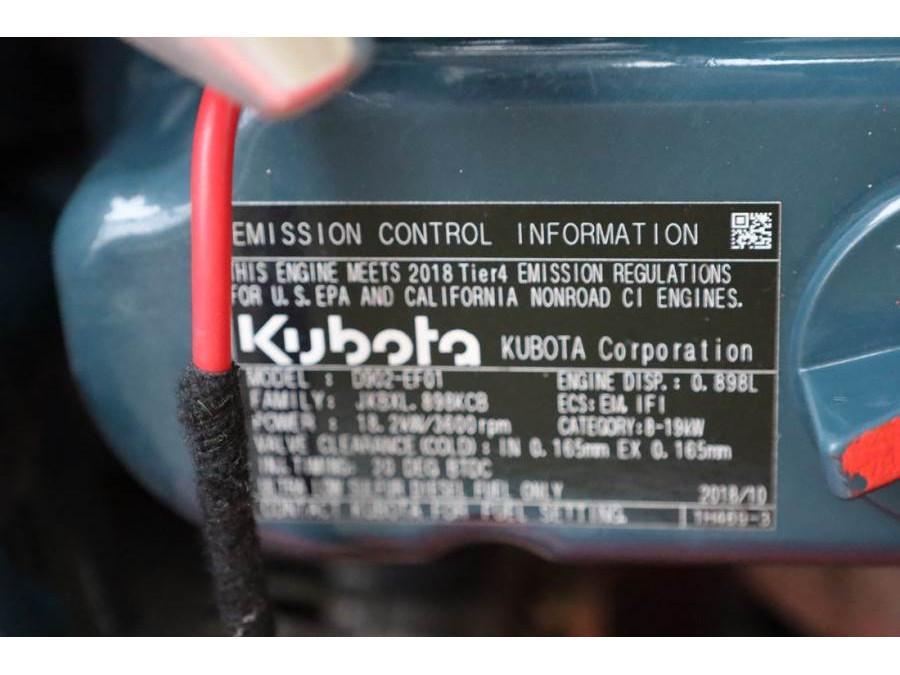 EMISSION CONTROL INFORMATION
THIS ENGINE MEETS 2018 Tier4 EMISSION REGULATIONS
FOR U.S. EPA AND CALIFORNIA NONROAD CI ENGINES.
Kubota KUBOTA Corporation
MODEL : D902-EF01 ENGINE DISP.: 0.898L
FAMILY: JKBXL.898KCB ECS: EM, IFI
POWER : 16.2kW/3600rpm CATEGORY: 8-19kW
VALVE CLEARANCE (COLD) : IN 0.165mm EX 0.165mm
INJ. TIMING: 20 DEG BTDC
ULTRA LOW SULFUR DIESEL FUEL ONLY 2018/10
CONTACT KUBOTA FOR FUEL SETTING.